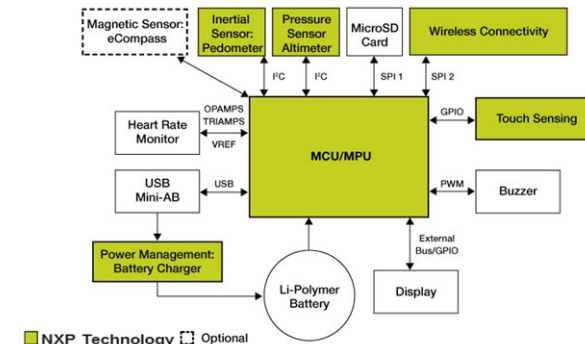 Magnetic Sensor:
eCompass
Inertial
Sensor:
Pedometer
Pressure
Sensor
Altimeter
MicroSD
Card
Wireless Connectivity
I²C
I²C
SPI 1
SPI 2
OPAMPS
TRIAMPS
VREF
Heart Rate
Monitor
MCU/MPU
GPIO
Touch Sensing
USB
Mini-AB
USB
PWM
Buzzer
Power Management:
Battery Charger
External
Bus/GPIO
Li-Polymer
Battery
Display
NXP Technology
Optional